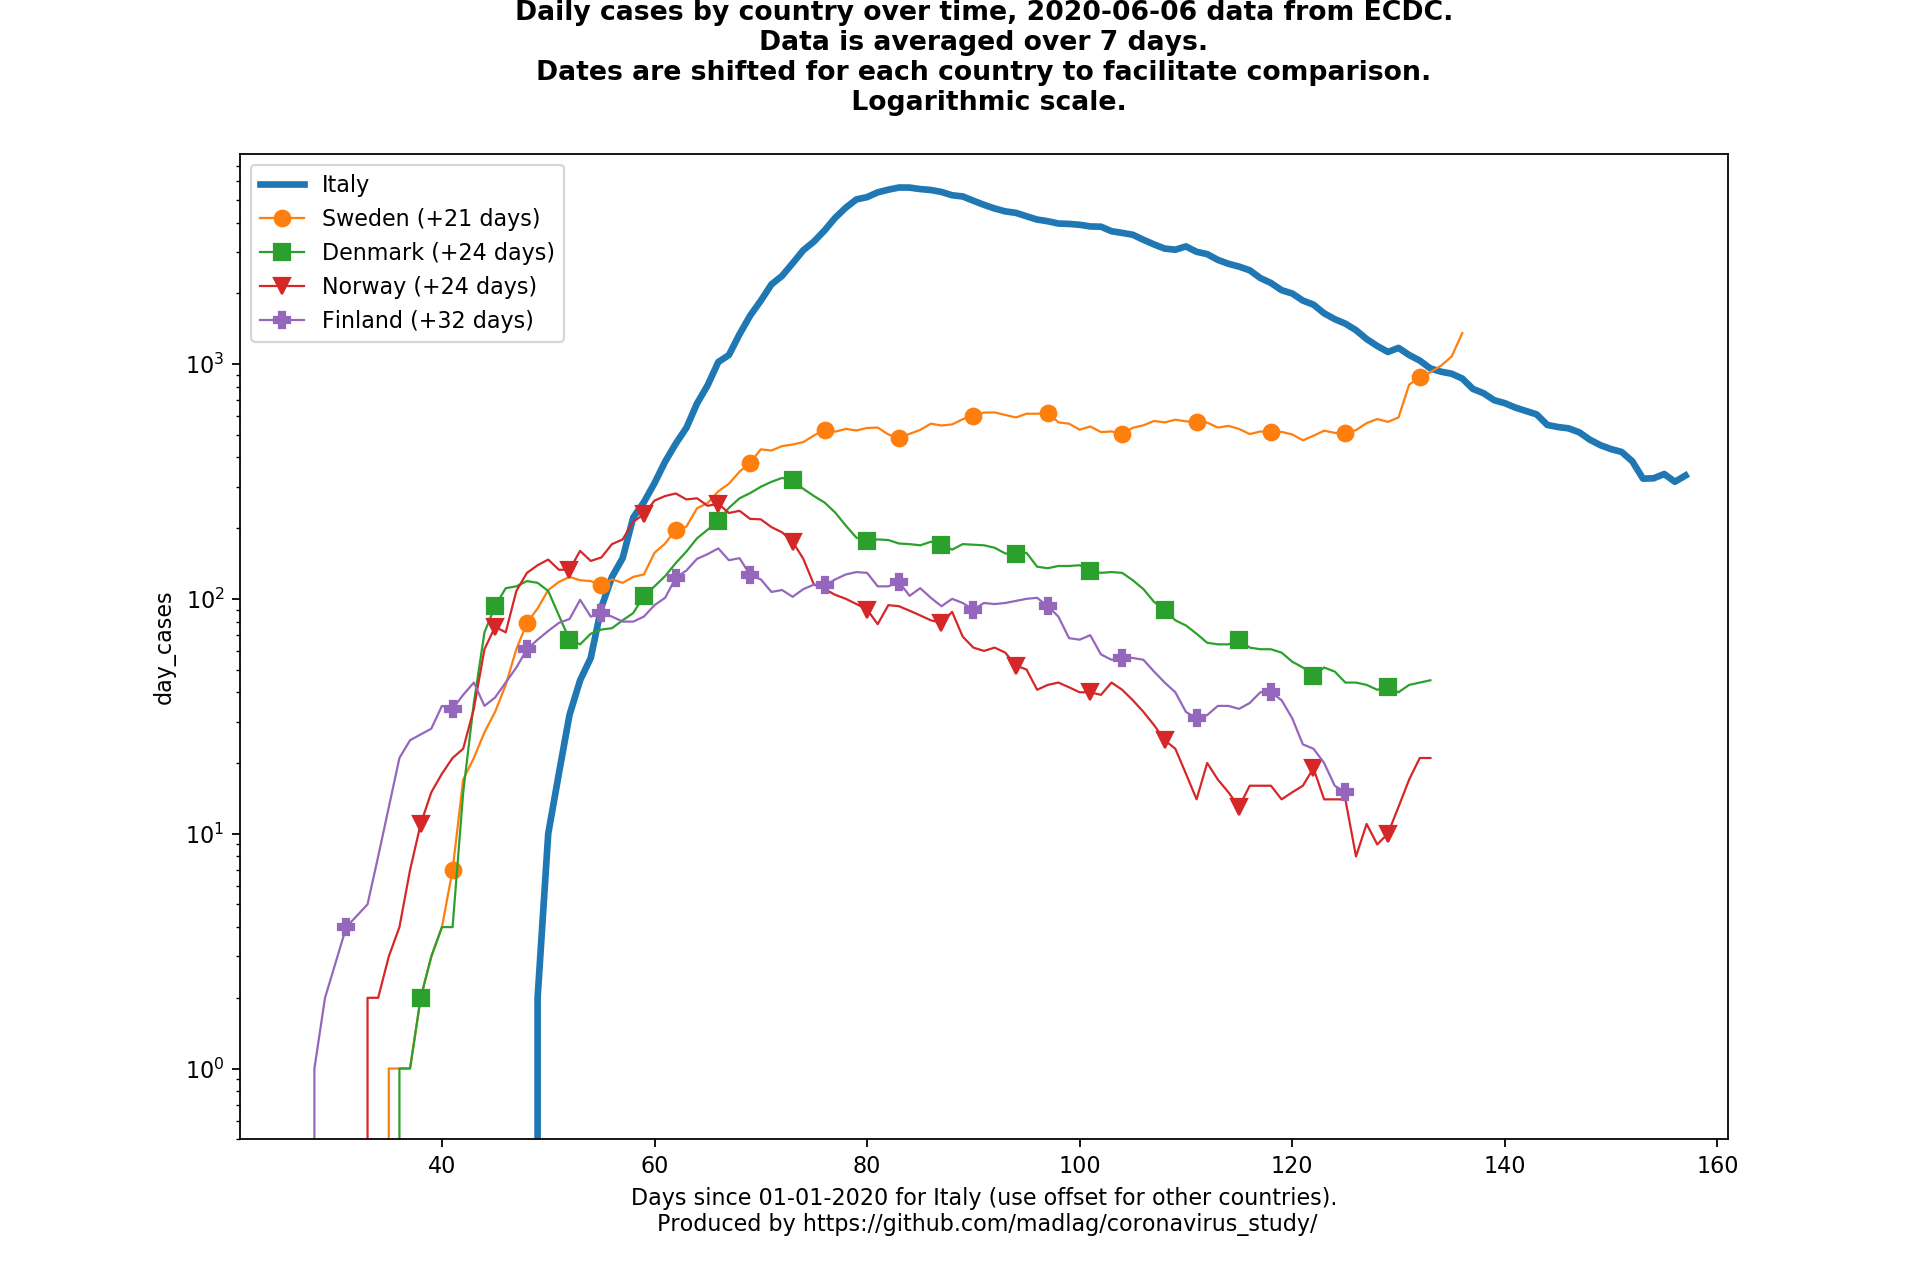 Daily cases by country over time, 2020-06-06 data from ECDC.
Data is averaged over 7 days.
Dates are shifted for each country to facilitate comparison.
Logarithmic scale.
Italy
Sweden (+21 days)
Denmark (+24 days)
Norway (+24 days)
Finland (+32 days)
day_cases
10³
10²
10¹
10⁰
40 60 80 100 120 140 160
Days since 01-01-2020 for Italy (use offset for other countries).
Produced by https://github.com/madlag/coronavirus_study/